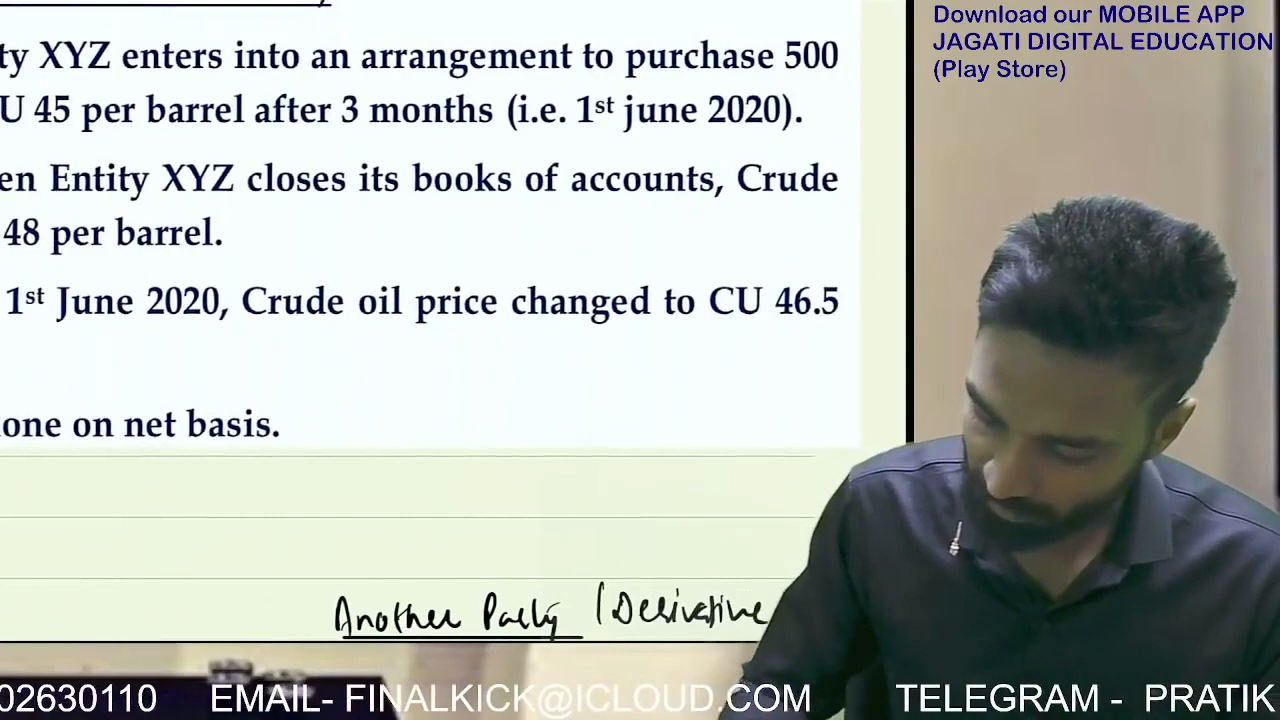 Download our MOBILE APP
JAGATI DIGITAL EDUCATION
(Play Store)
ty XYZ enters into an arrangement to purchase 500
U 45 per barrel after 3 months (i.e. 1st june 2020).
en Entity XYZ closes its books of accounts, Crude
48 per barrel.
1st June 2020, Crude oil price changed to CU 46.5
one on net basis.
Another Party (Derivative
02630110 EMAIL- FINALKICK@ICLOUD.COM TELEGRAM - PRATIK